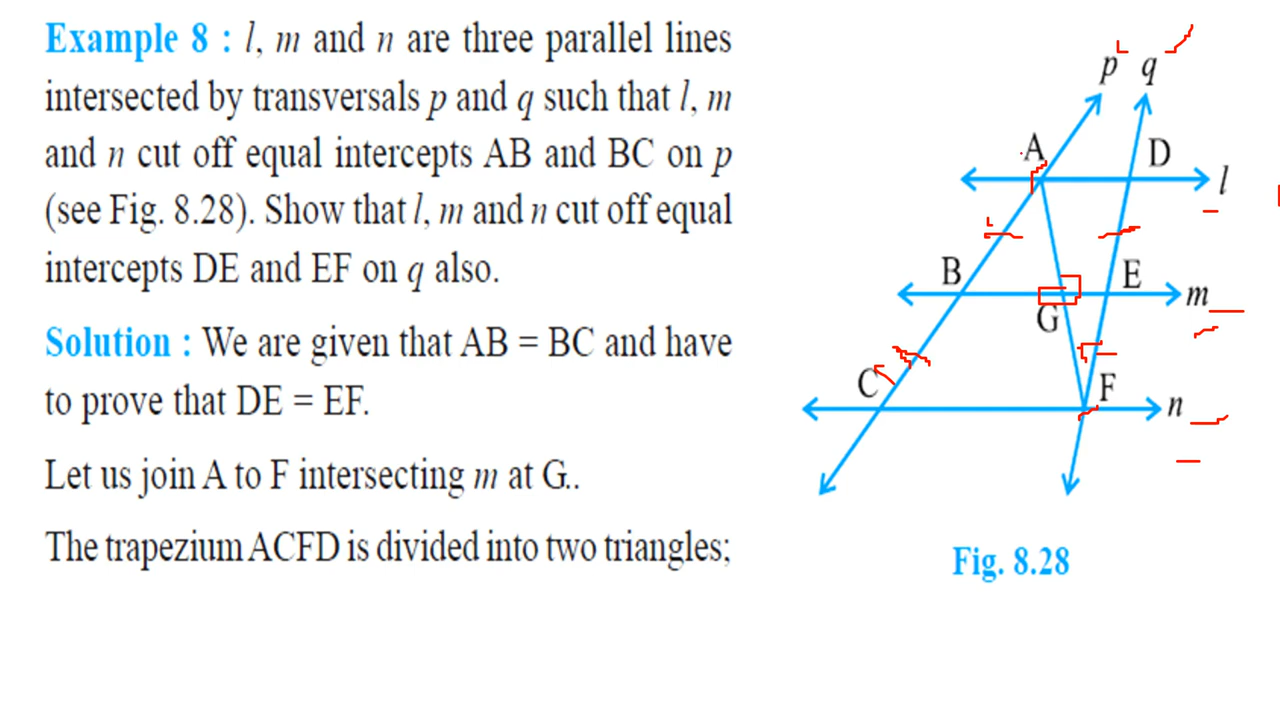 Example 8 : l, m and n are three parallel lines
intersected by transversals p and q such that l, m
and n cut off equal intercepts AB and BC on p
(see Fig. 8.28). Show that l, m and n cut off equal
intercepts DE and EF on q also.
Solution : We are given that AB = BC and have
to prove that DE = EF.
Let us join A to F intersecting m at G..
The trapezium ACFD is divided into two triangles;
p q
A D
l
B E
m
G
C F
n
Fig. 8.28